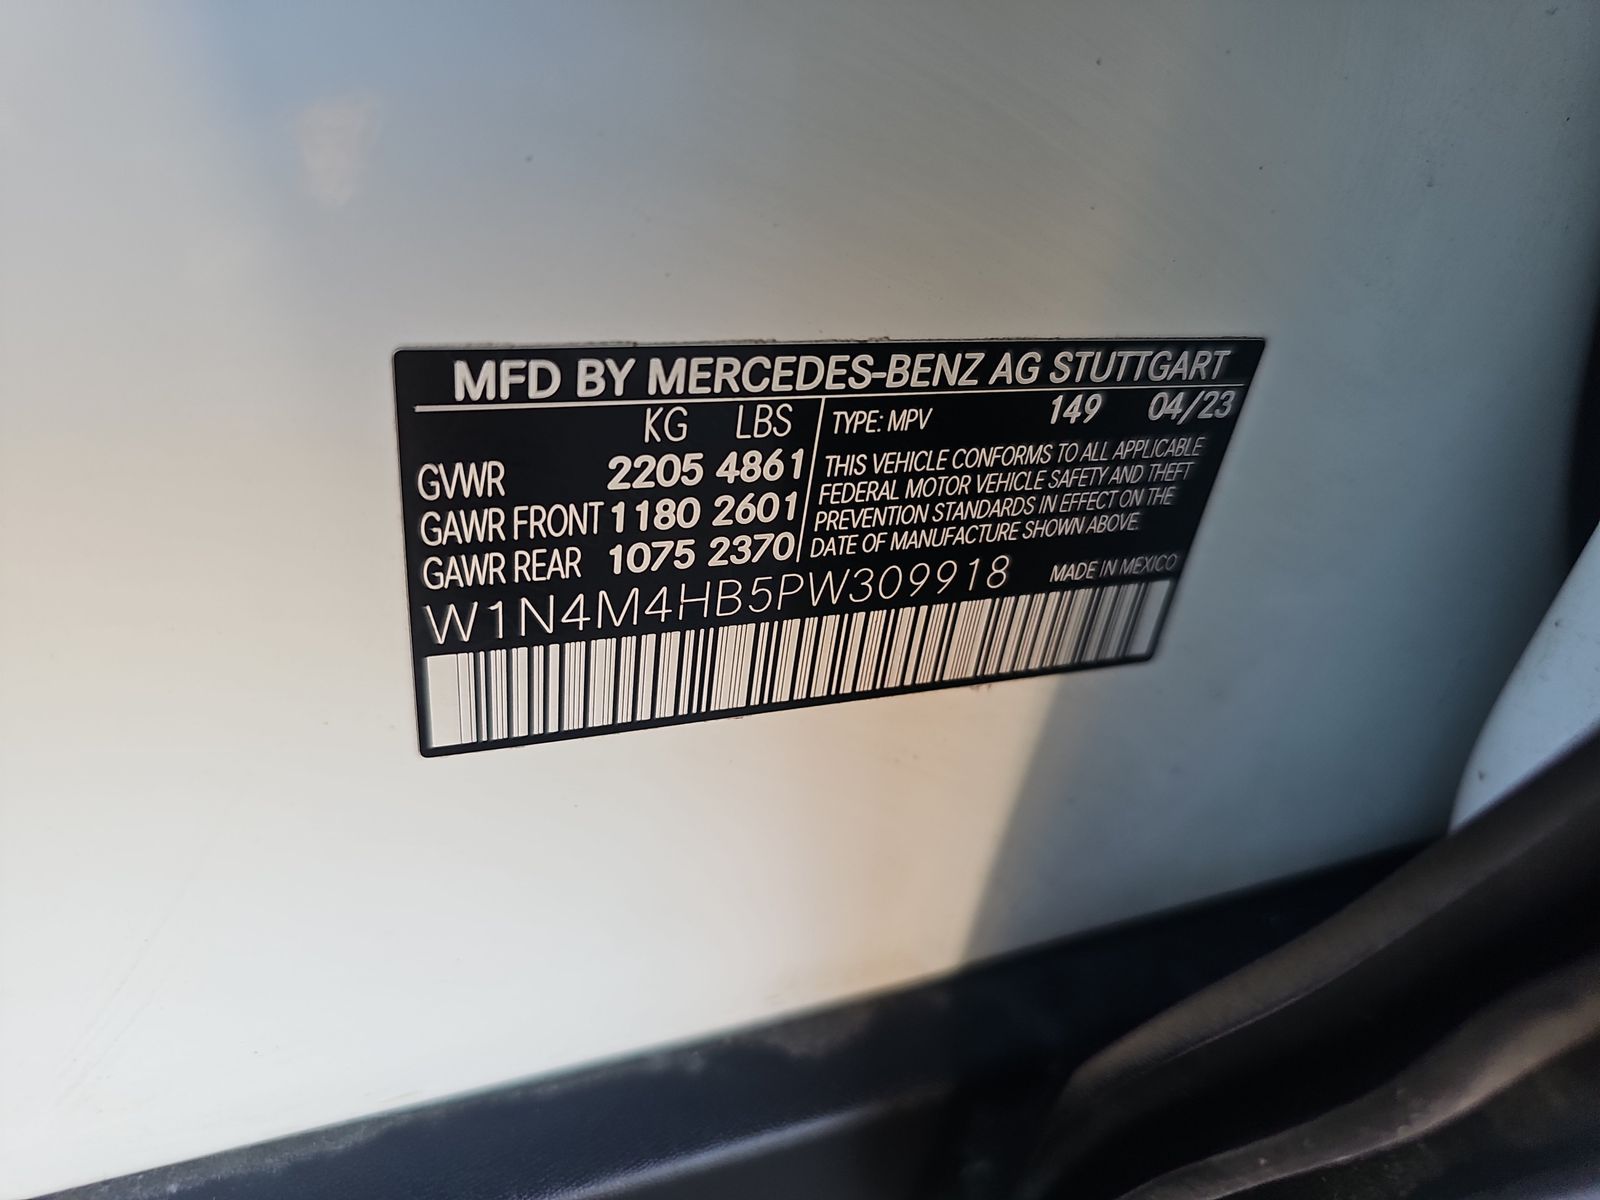 MFD BY MERCEDES-BENZ AG STUTTGART
KG LBS
GVWR 2205 4861
GAWR FRONT 1180 2601
GAWR REAR 1075 2370
TYPE: MPV 149 04/23
THIS VEHICLE CONFORMS TO ALL APPLICABLE
FEDERAL MOTOR VEHICLE SAFETY AND THEFT
PREVENTION STANDARDS IN EFFECT ON THE
DATE OF MANUFACTURE SHOWN ABOVE.
W1N4M4HB5PW309918 MADE IN MEXICO